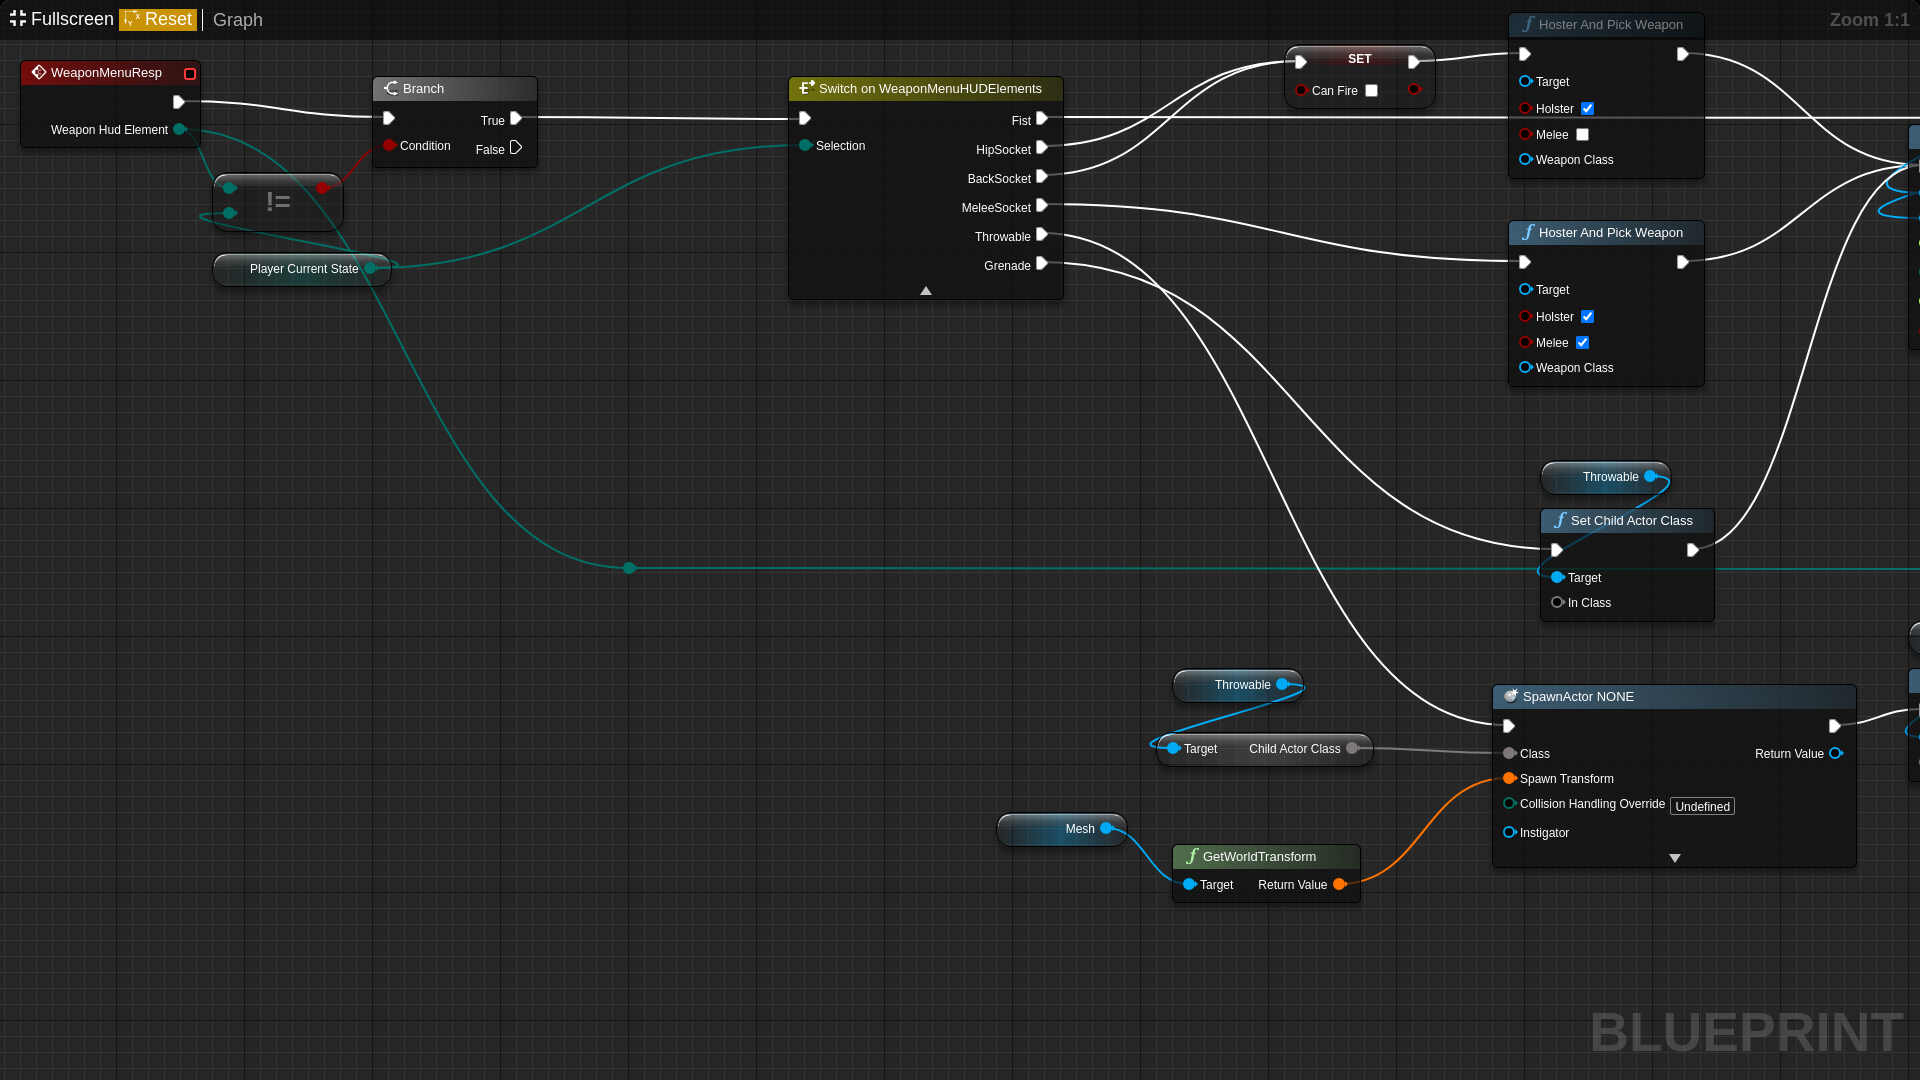 Fullscreen Reset Graph
Zoom 1:1
WeaponMenuResp
Weapon Hud Element
Branch
True
Condition
False
!=
Player Current State
Switch on WeaponMenuHUDElements
Fist
Selection
HipSocket
BackSocket
MeleeSocket
Throwable
Grenade
SET
Can Fire
Hoster And Pick Weapon
Target
Holster
Melee
Weapon Class
Hoster And Pick Weapon
Target
Holster
Melee
Weapon Class
Throwable
Set Child Actor Class
Target
In Class
Throwable
Target Child Actor Class
SpawnActor NONE
Class Return Value
Spawn Transform
Collision Handling Override Undefined
Instigator
Mesh
GetWorldTransform
Target Return Value
BLUEPRINT